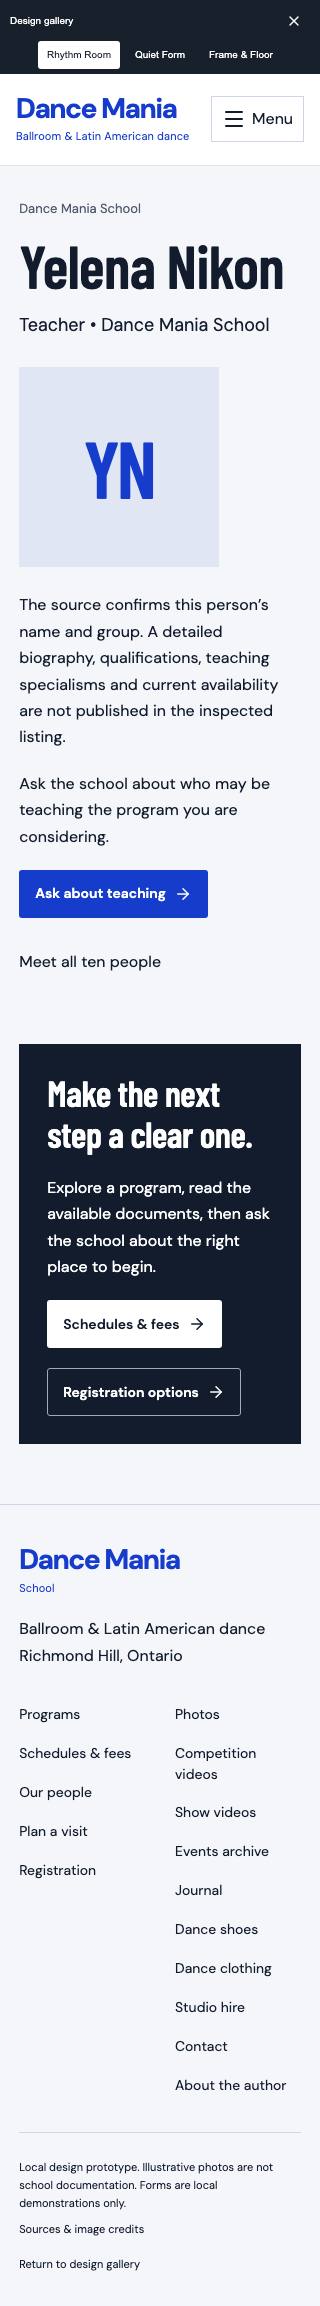 Design gallery
Rhythm Room
Quiet Form
Frame & Floor
Dance Mania
Ballroom & Latin American dance
Menu
Dance Mania School
Yelena Nikon
Teacher • Dance Mania School
YN
The source confirms this person’s
name and group. A detailed
biography, qualifications, teaching
specialisms and current availability
are not published in the inspected
listing.
Ask the school about who may be
teaching the program you are
considering.
Ask about teaching →
Meet all ten people
Make the next
step a clear one.
Explore a program, read the
available documents, then ask
the school about the right
place to begin.
Schedules & fees →
Registration options →
Dance Mania
School
Ballroom & Latin American dance
Richmond Hill, Ontario
Programs
Schedules & fees
Our people
Plan a visit
Registration
Photos
Competition
videos
Show videos
Events archive
Journal
Dance shoes
Dance clothing
Studio hire
Contact
About the author
Local design prototype. Illustrative photos are not
school documentation. Forms are local
demonstrations only.
Sources & image credits
Return to design gallery